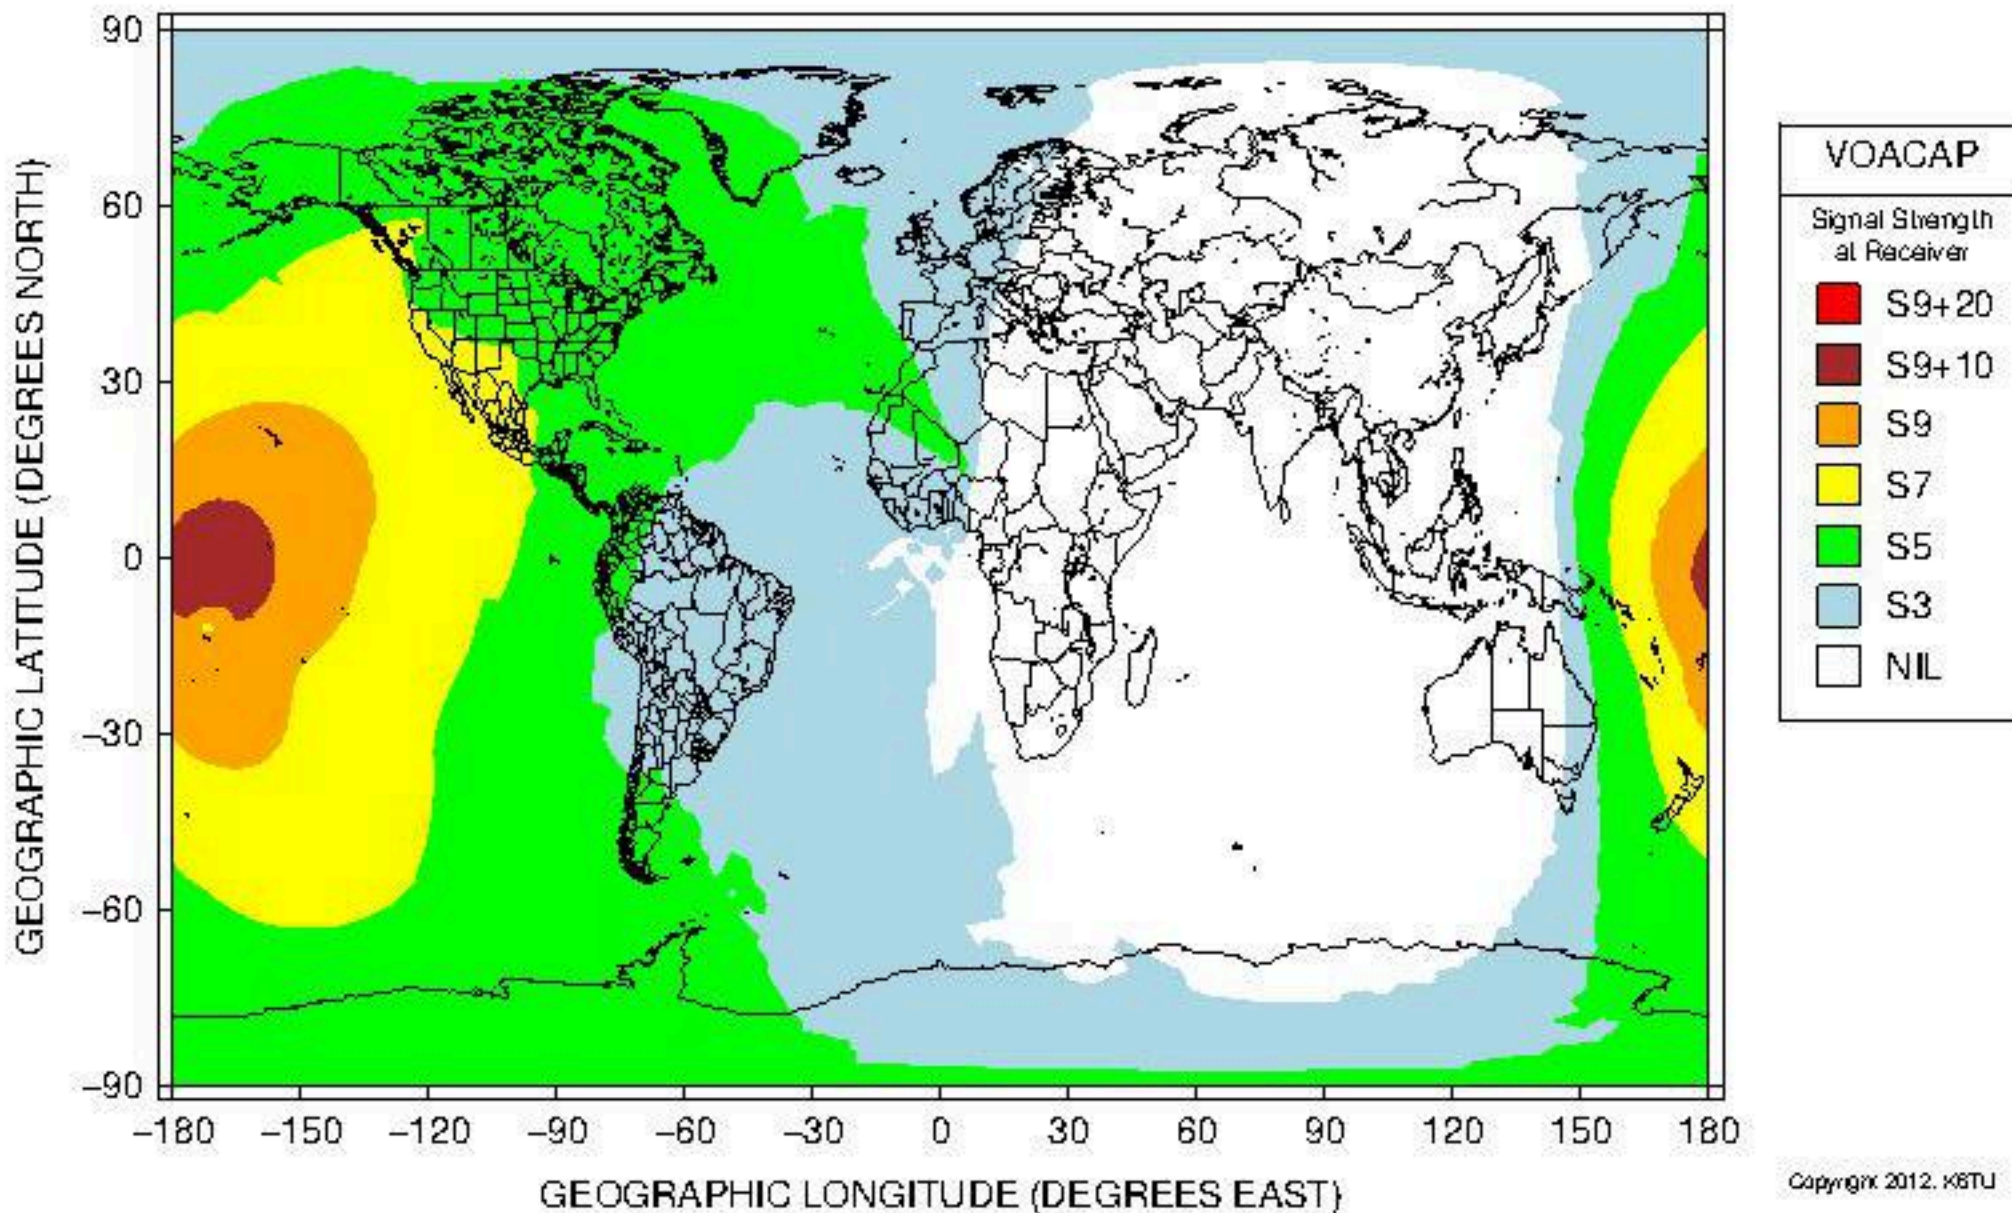 90
60
30
0
−30
−60
−90
GEOGRAPHIC LATITUDE (DEGREES NORTH)
−180 −150 −120 −90 −60 −30 0 30 60 90 120 150 180
GEOGRAPHIC LONGITUDE (DEGREES EAST)
VOACAP
Signal Strength
at Receiver
S9+20
S9+10
S9
S7
S5
S3
NIL
Copyright 2012, K6TU